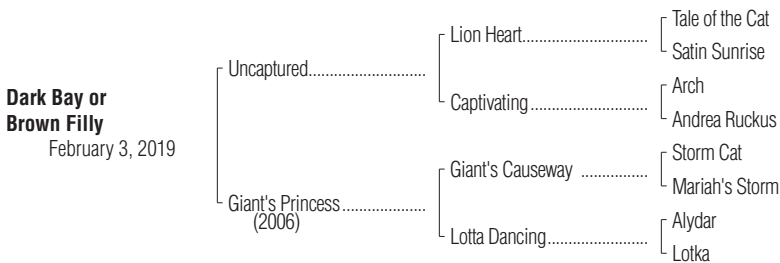 Dark Bay or
Brown Filly
February 3, 2019
Uncaptured
Giant's Princess
(2006)
Lion Heart
Captivating
Giant's Causeway
Lotta Dancing
Tale of the Cat
Satin Sunrise
Arch
Andrea Ruckus
Storm Cat
Mariah's Storm
Alydar
Lotka